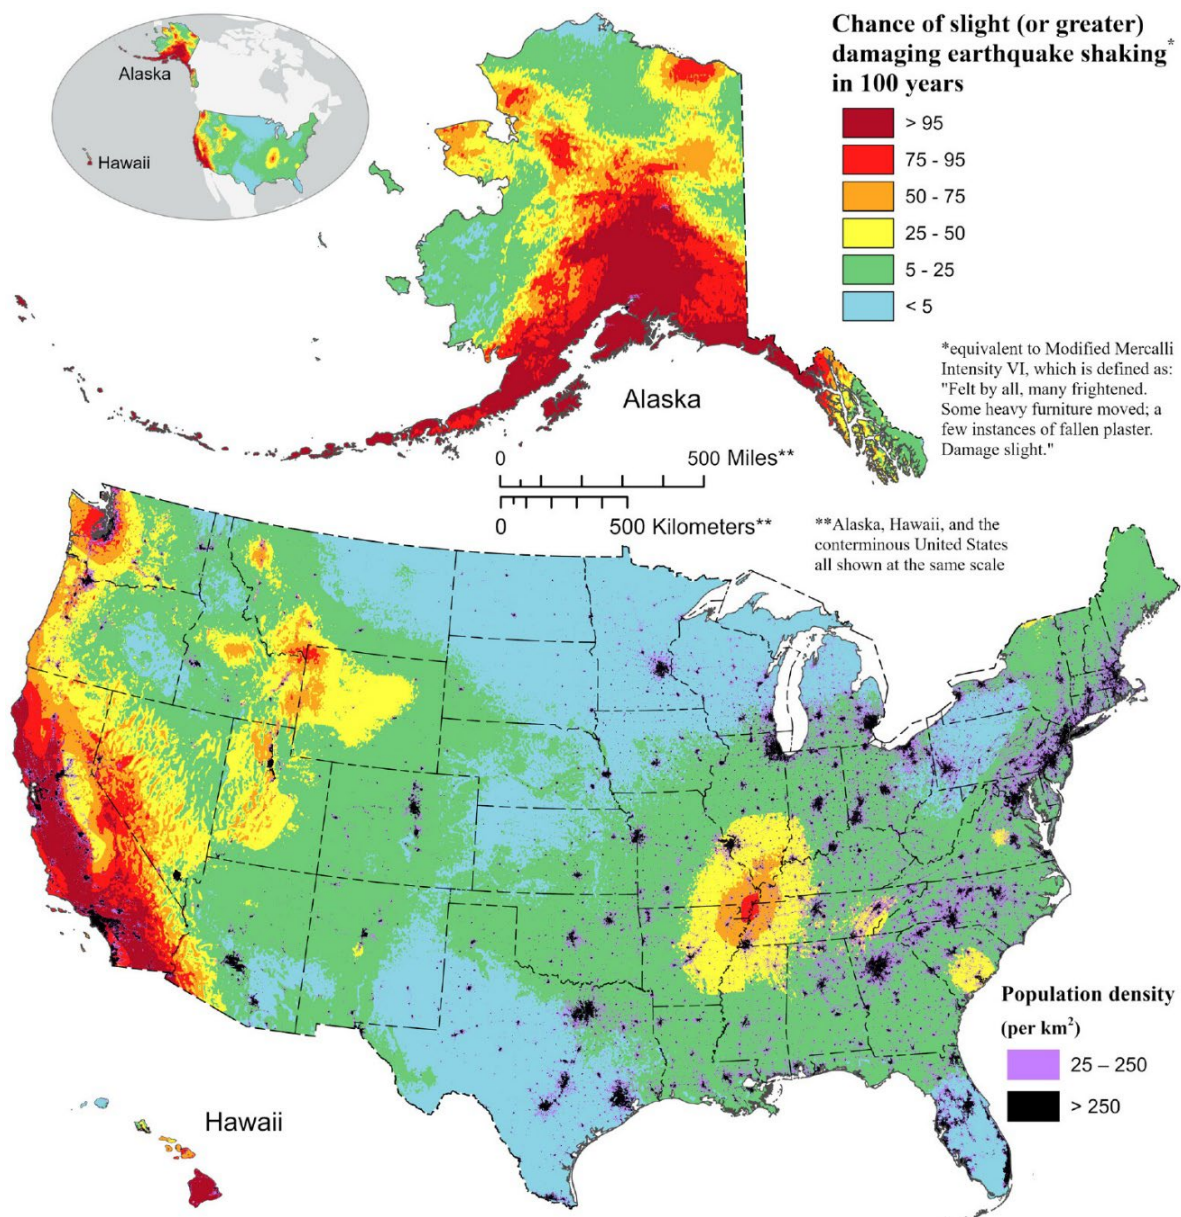 Alaska
Hawaii
Chance of slight (or greater)
damaging earthquake shaking*
in 100 years
> 95
75 - 95
50 - 75
25 - 50
5 - 25
< 5
*equivalent to Modified Mercalli
Intensity VI, which is defined as:
"Felt by all, many frightened.
Some heavy furniture moved; a
few instances of fallen plaster.
Damage slight."
Alaska
0 500 Miles**
0 500 Kilometers**
**Alaska, Hawaii, and the
conterminous United States
all shown at the same scale
Population density
(per km²)
25 – 250
> 250
Hawaii